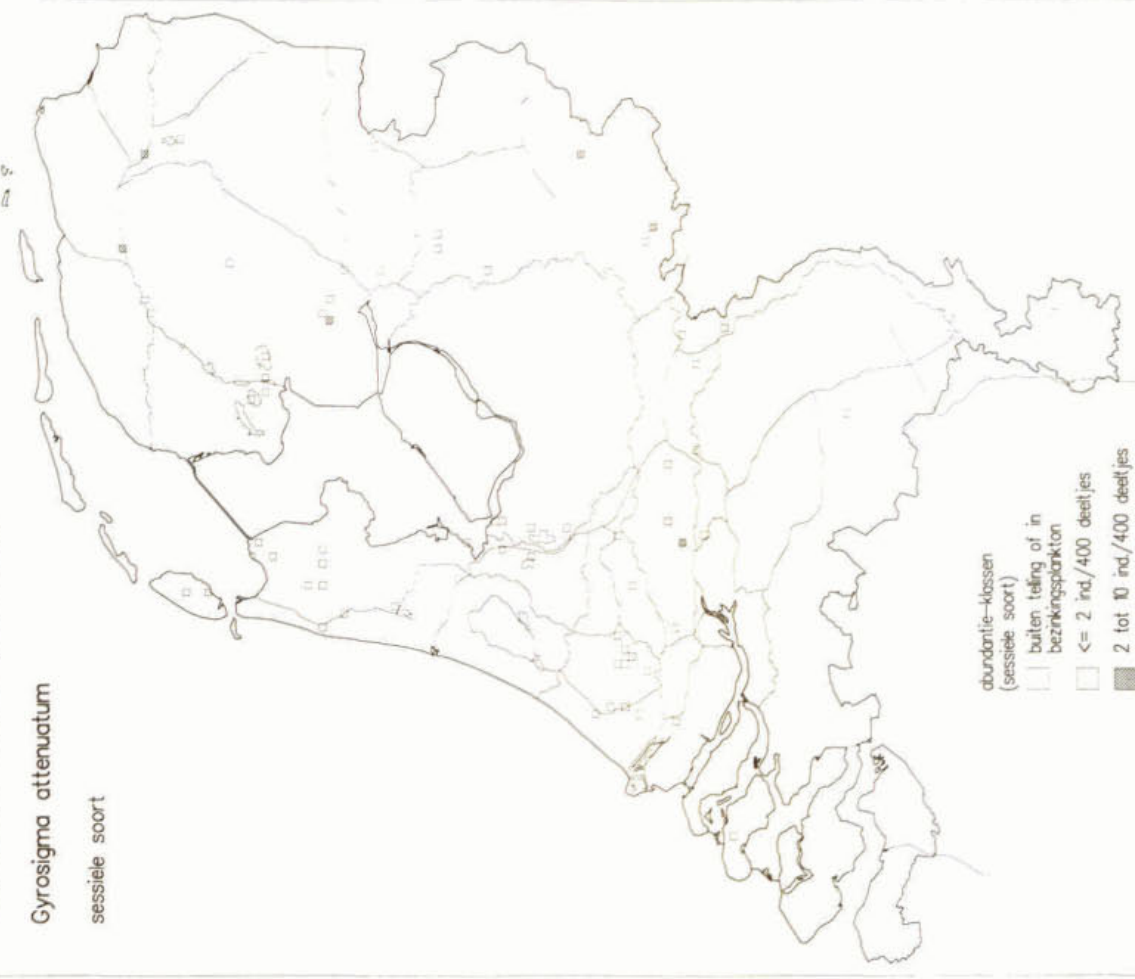 Gyrosigma attenuatum
sessiele soort
abundantie-klassen
(sessiele soort)
buiten telling of in
bezinkingsplankton
<= 2 ind./400 deeltjes
2 tot 10 ind./400 deeltjes